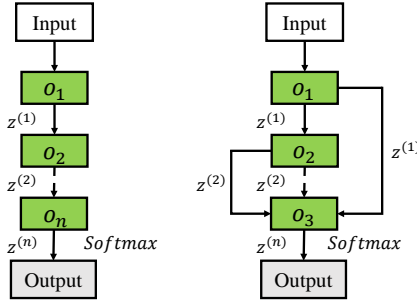 Input
o₁
z⁽¹⁾
o₂
z⁽²⁾
oₙ
z⁽ⁿ⁾
Softmax
Output
Input
o₁
z⁽¹⁾
z⁽¹⁾
o₂
z⁽²⁾
z⁽²⁾
o₃
z⁽ⁿ⁾
Softmax
Output